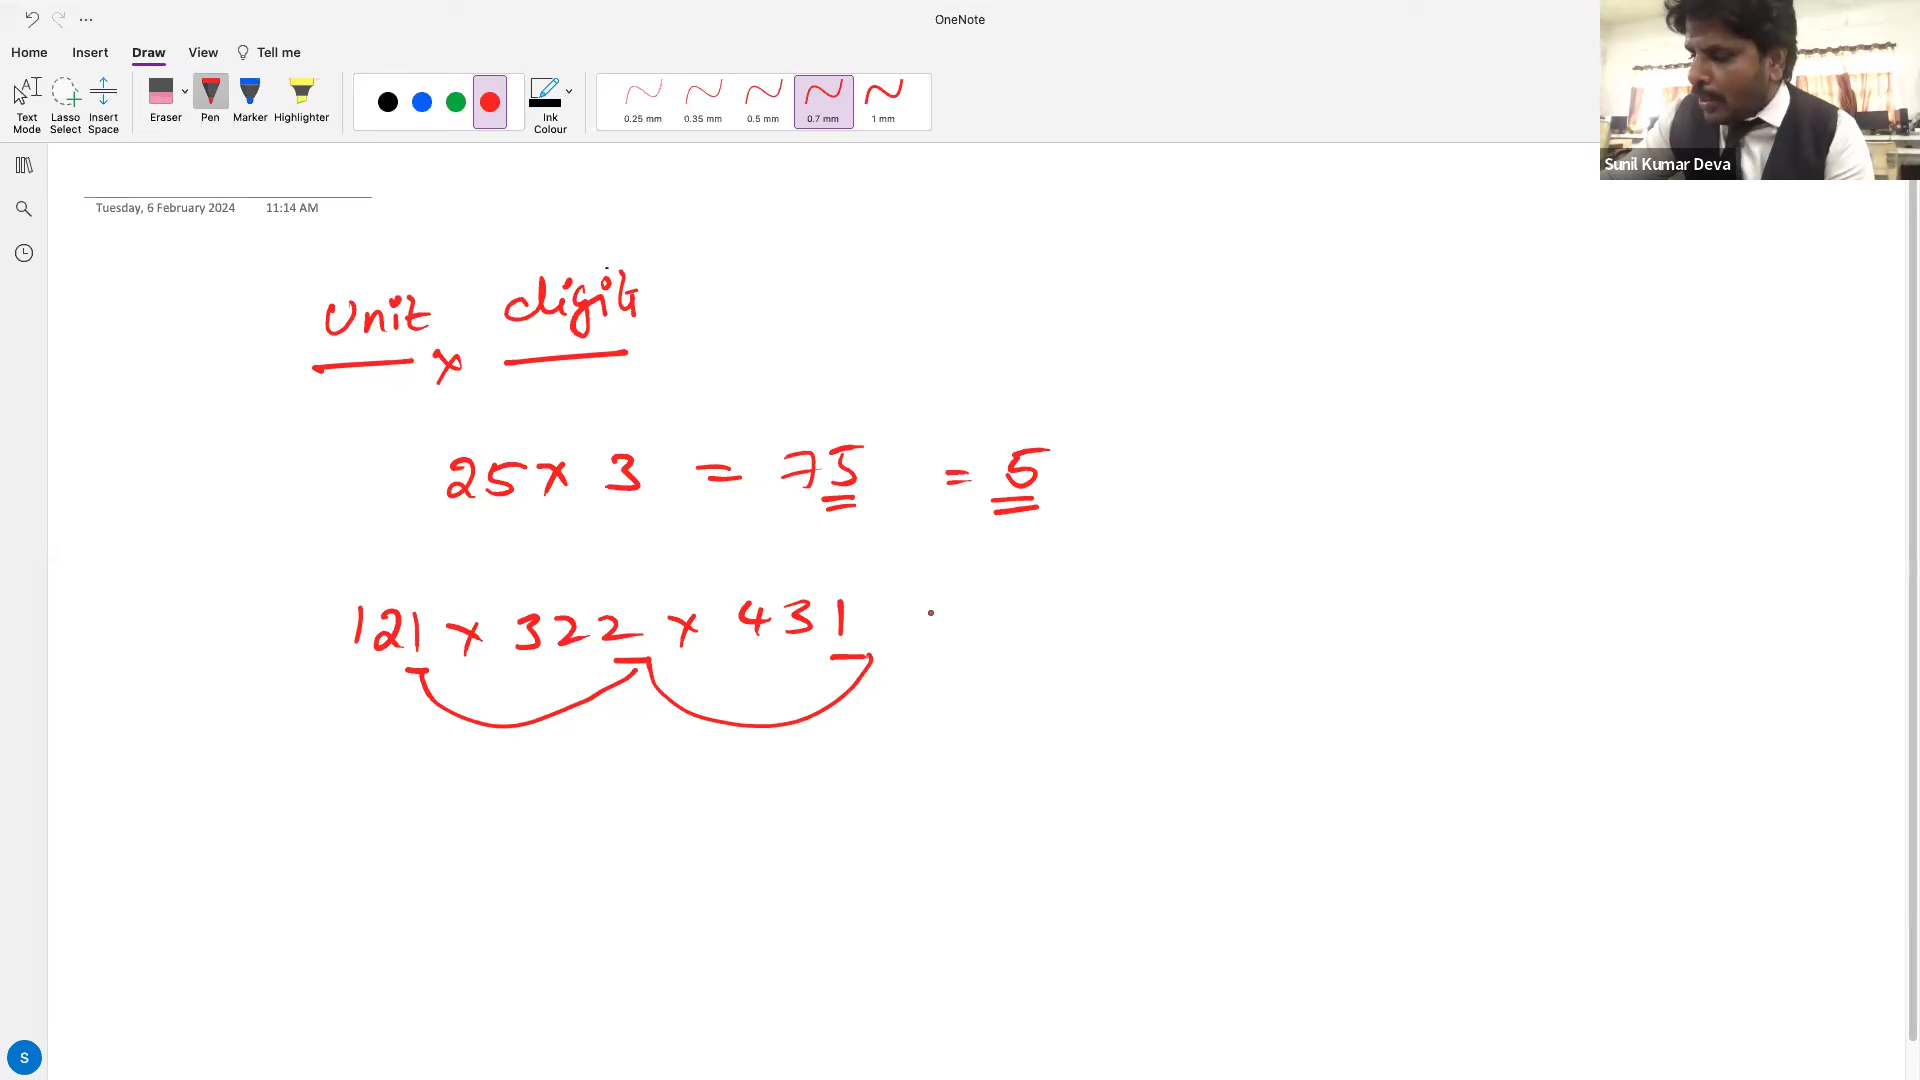 OneNote
Home Insert Draw View Tell me
Text Mode Lasso Select Insert Space Eraser Pen Marker Highlighter Ink Colour 0.25 mm 0.35 mm 0.5 mm 0.7 mm 1 mm
Sunil Kumar Deva
Tuesday, 6 February 2024 11:14 AM
Unit digit
x
25 x 3 = 75 = 5
121 x 322 x 431
S